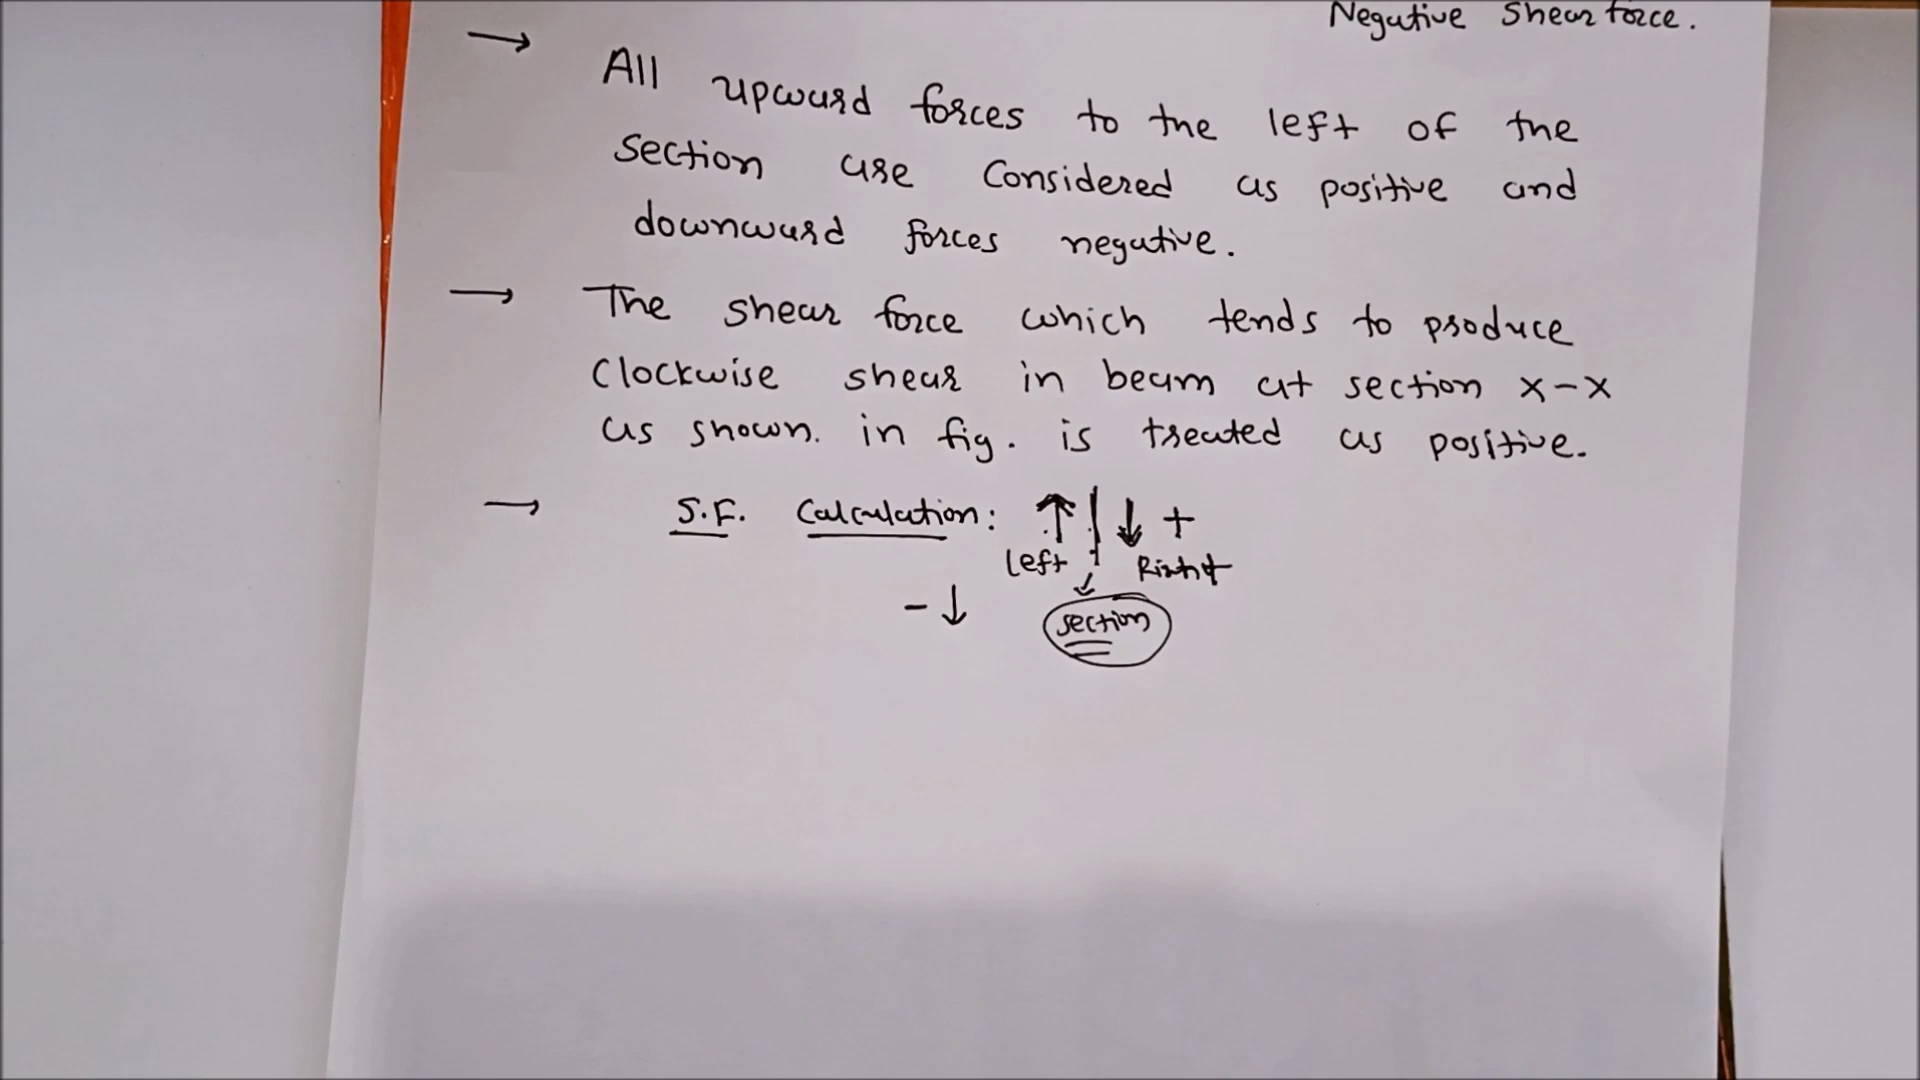 Negative Shear force.
→ All upward forces to the left of the
section are Considered as positive and
downward forces negative.
→ The shear force which tends to produce
Clockwise shear in beam at section x-x
as shown. in fig. is treated as positive.
→ S.F. Calculation: ↑ | ↓ +
Left Right
- ↓ section